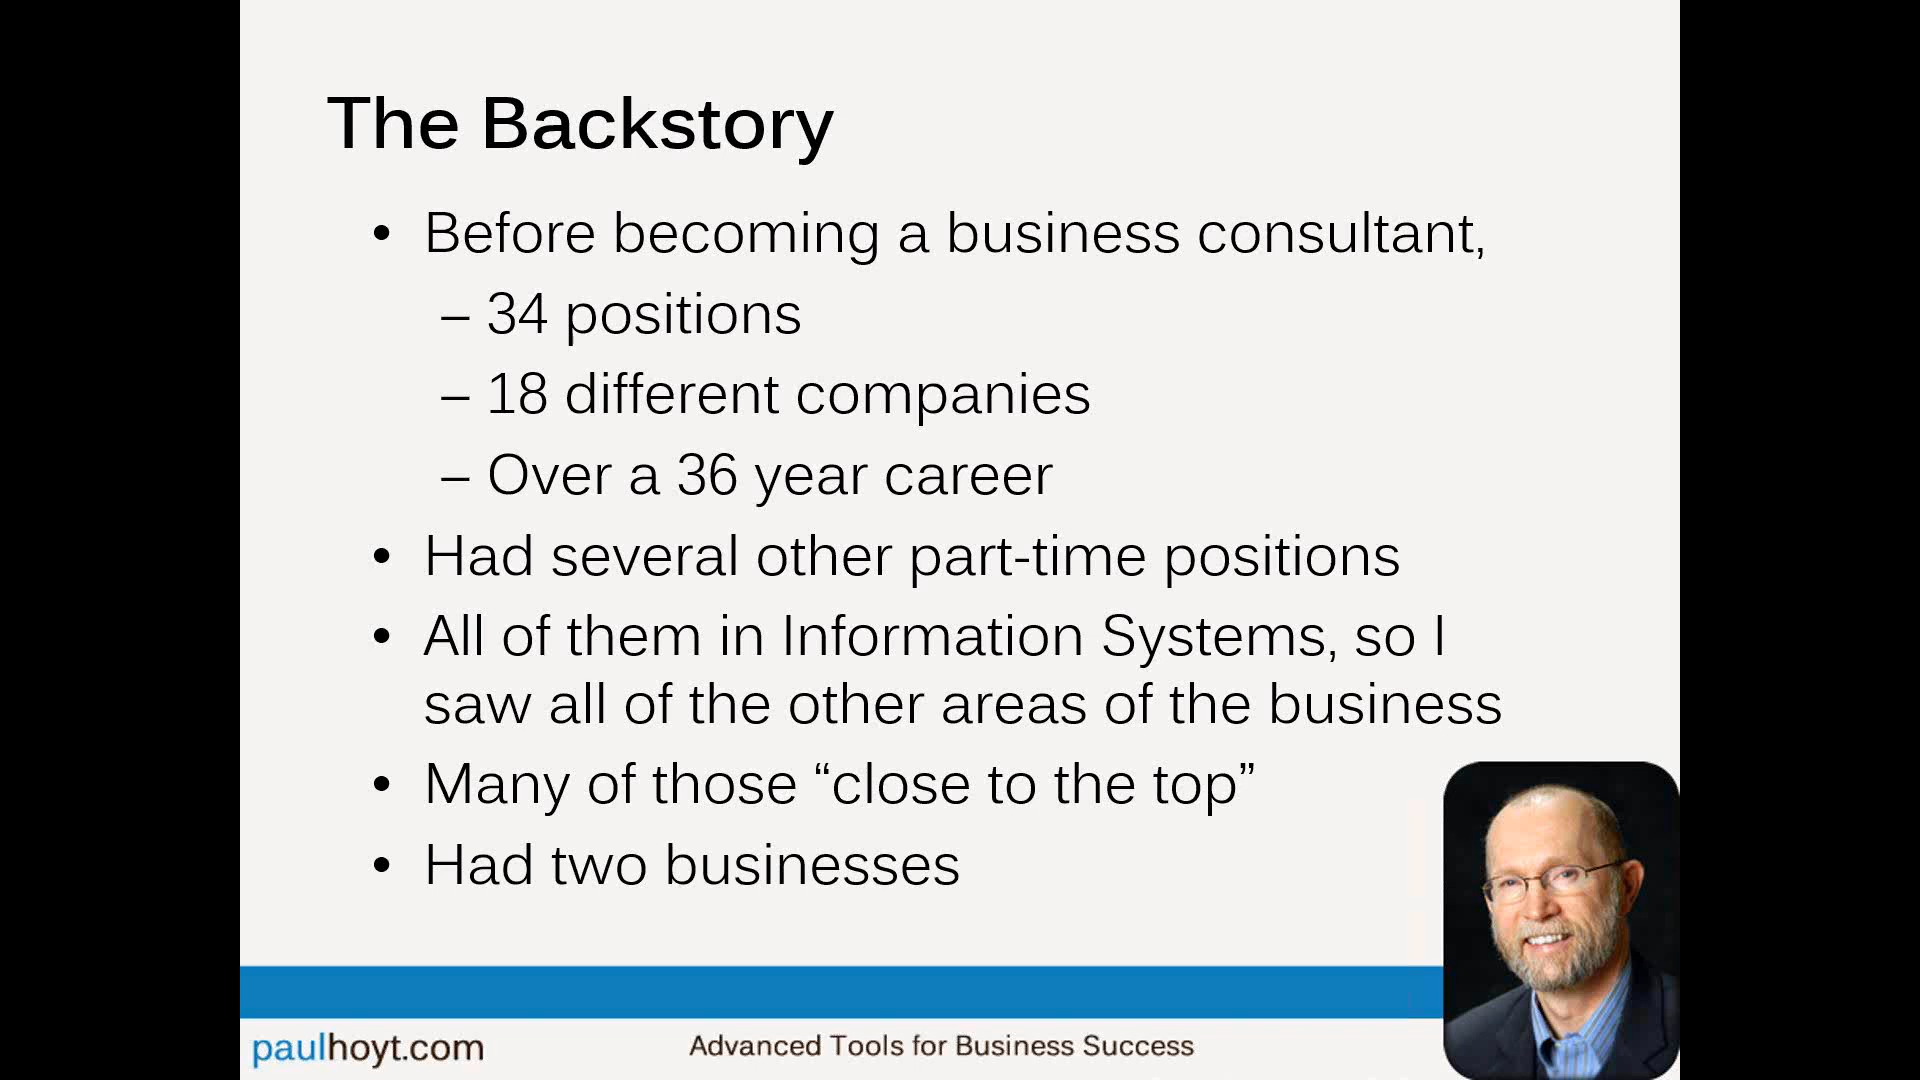 The Backstory
• Before becoming a business consultant,
– 34 positions
– 18 different companies
– Over a 36 year career
• Had several other part-time positions
• All of them in Information Systems, so I
saw all of the other areas of the business
• Many of those “close to the top”
• Had two businesses
paulhoyt.com
Advanced Tools for Business Success